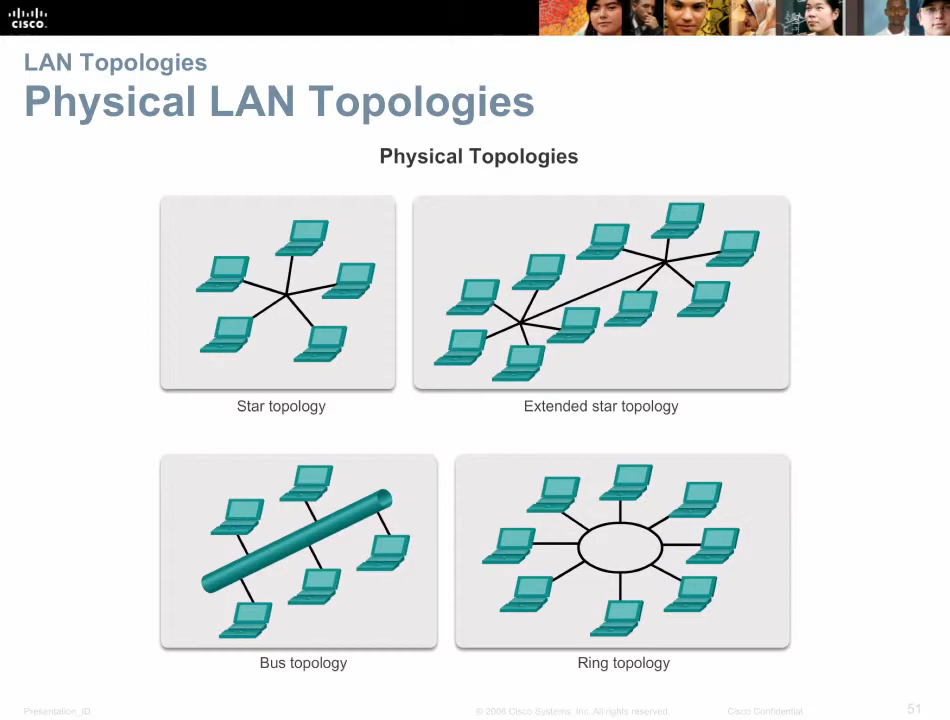 CISCO
LAN Topologies
Physical LAN Topologies
Physical Topologies
Star topology
Extended star topology
Bus topology
Ring topology
Presentation_ID
© 2008 Cisco Systems, Inc. All rights reserved.
Cisco Confidential
51